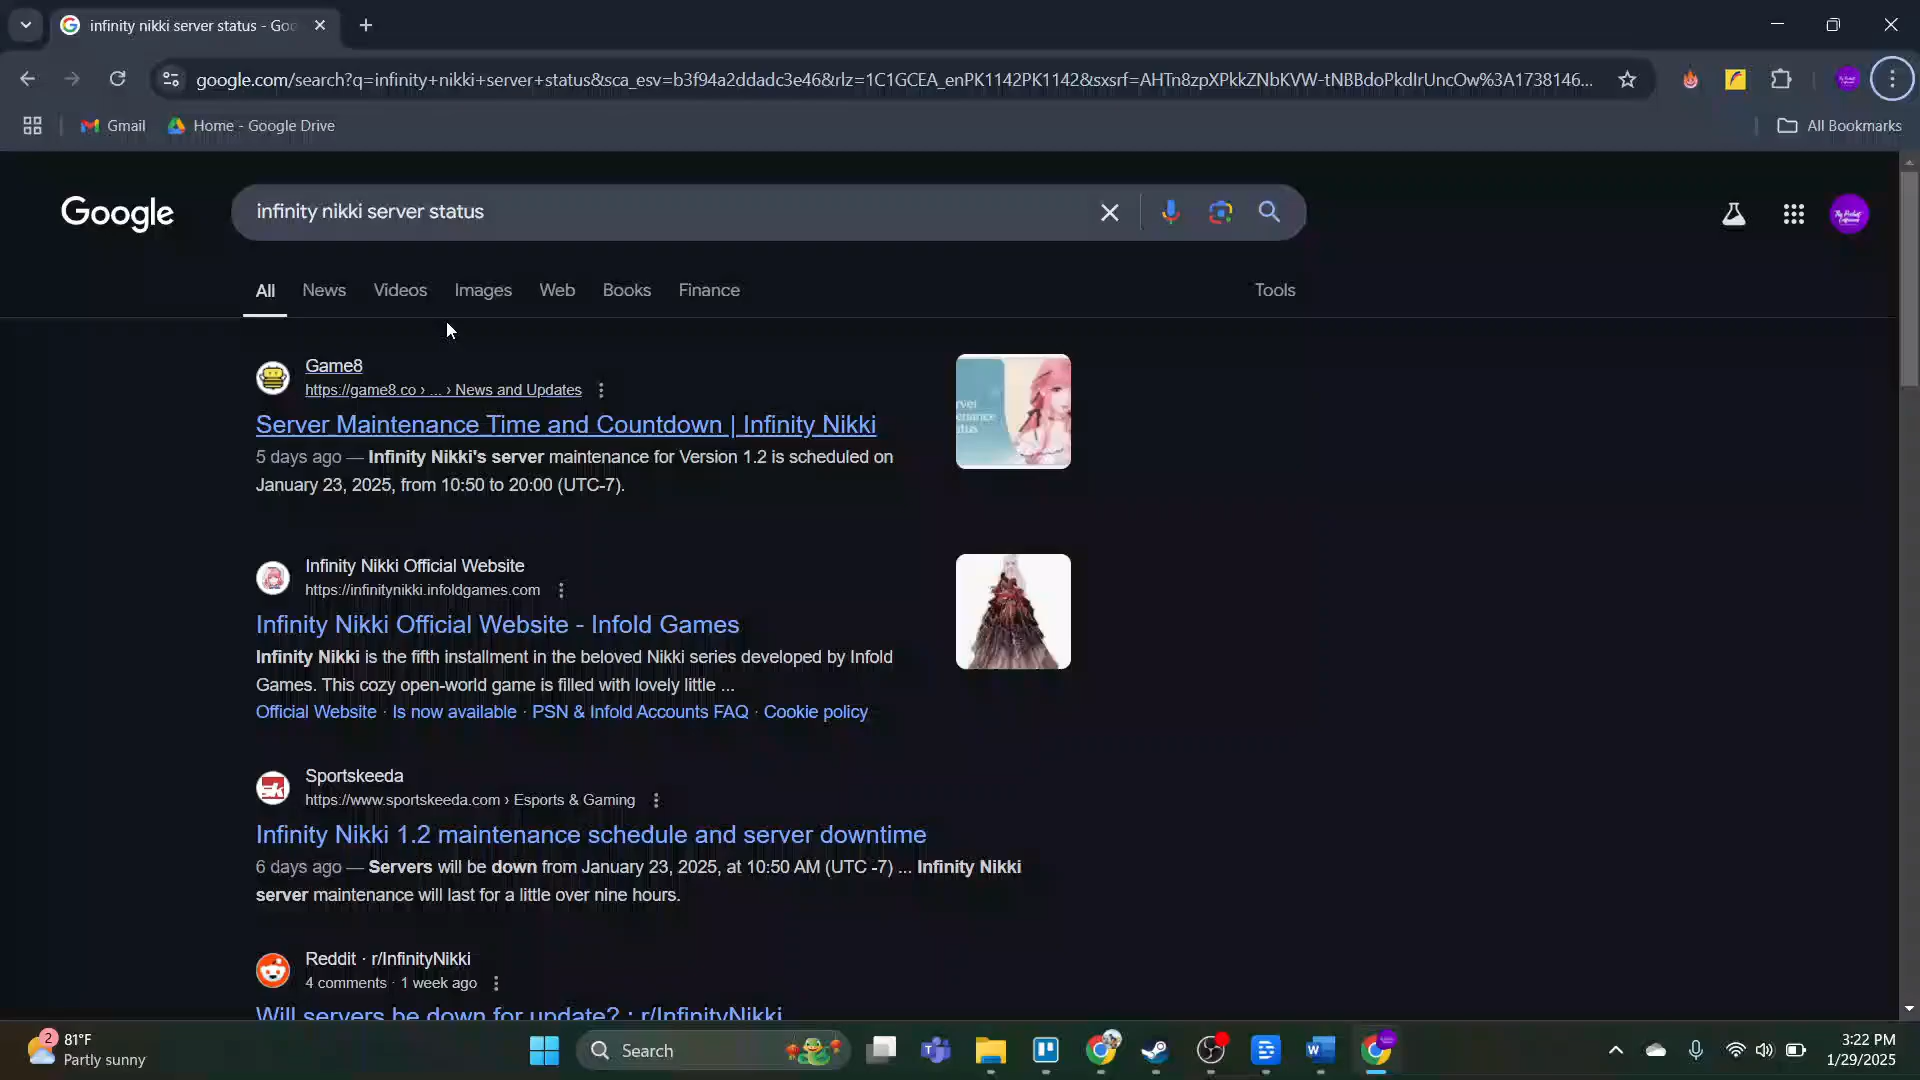 infinity nikki server status - Goo
google.com/search?q=infinity+nikki+server+status&sca_esv=b3f94a2ddadc3e46&rlz=1C1GCEA_enPK1142PK1142&sxsrf=AHTn8zpXPkkZNbKVW-tNBBdoPkdIrUncOw%3A1738146...
Gmail
Home - Google Drive
All Bookmarks
Google
infinity nikki server status
All
News
Videos
Images
Web
Books
Finance
Tools
Game8
https://game8.co › ... › News and Updates
Server Maintenance Time and Countdown | Infinity Nikki
5 days ago — Infinity Nikki's server maintenance for Version 1.2 is scheduled on
January 23, 2025, from 10:50 to 20:00 (UTC-7).
Infinity Nikki Official Website
https://infinitynikki.infoldgames.com
Infinity Nikki Official Website - Infold Games
Infinity Nikki is the fifth installment in the beloved Nikki series developed by Infold
Games. This cozy open-world game is filled with lovely little ...
Official Website · Is now available · PSN & Infold Accounts FAQ · Cookie policy
Sportskeeda
https://www.sportskeeda.com › Esports & Gaming
Infinity Nikki 1.2 maintenance schedule and server downtime
6 days ago — Servers will be down from January 23, 2025, at 10:50 AM (UTC -7) ... Infinity Nikki
server maintenance will last for a little over nine hours.
Reddit · r/InfinityNikki
4 comments · 1 week ago
Will servers be down for update? : r/InfinityNikki
2
81°F
Partly sunny
Search
3:22 PM
1/29/2025